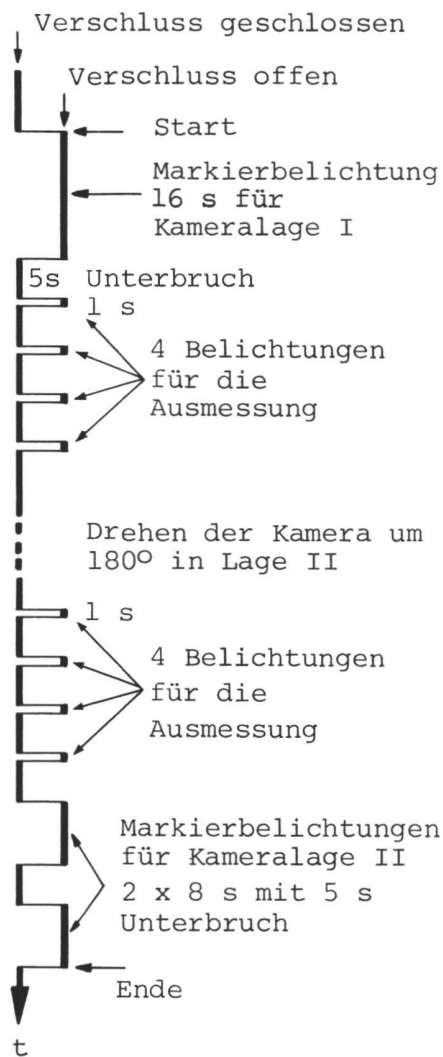 Verschluss geschlossen
Verschluss offen
Start
Markierbelichtung
16 s für
Kameralage I
5s Unterbruch
1 s
4 Belichtungen
für die
Ausmessung
Drehen der Kamera um
180º in Lage II
1 s
4 Belichtungen
für die
Ausmessung
Markierbelichtungen
für Kameralage II
2 x 8 s mit 5 s
Unterbruch
Ende
t